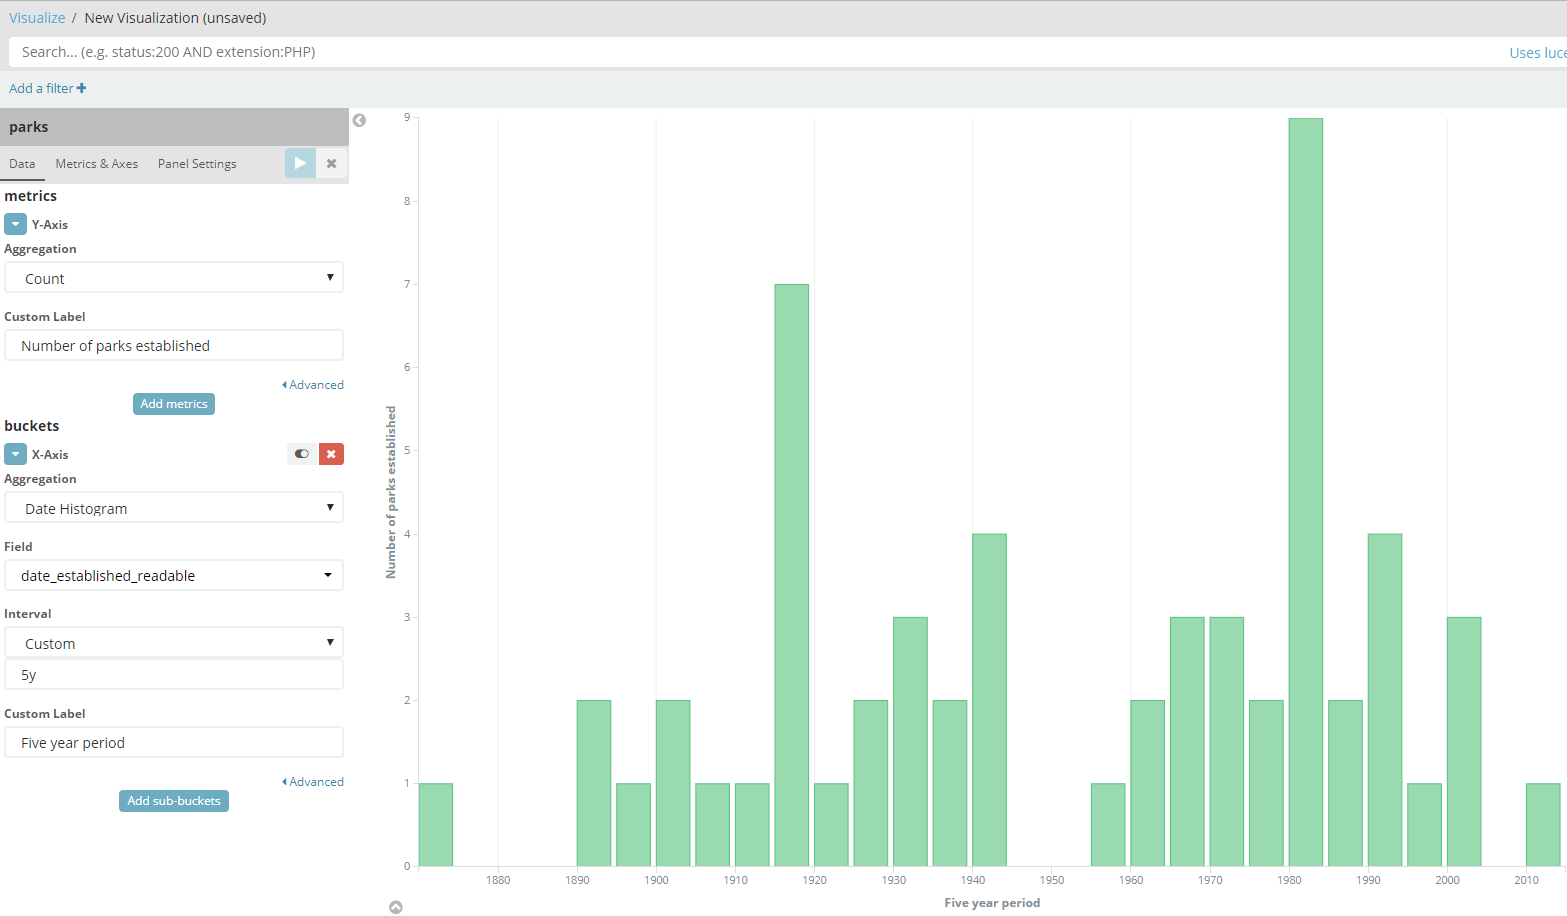 Visualize / New Visualization (unsaved)
Search... (e.g. status:200 AND extension:PHP)
Uses luce
Add a filter
parks
Data Metrics & Axes Panel Settings
metrics
Y-Axis
Aggregation
Count
Custom Label
Number of parks established
Advanced
Add metrics
buckets
X-Axis
Aggregation
Date Histogram
Field
date_established_readable
Interval
Custom
5y
Custom Label
Five year period
Advanced
Add sub-buckets
Number of parks established
9
8
7
6
5
4
3
2
1
0
1880 1890 1900 1910 1920 1930 1940 1950 1960 1970 1980 1990 2000 2010
Five year period